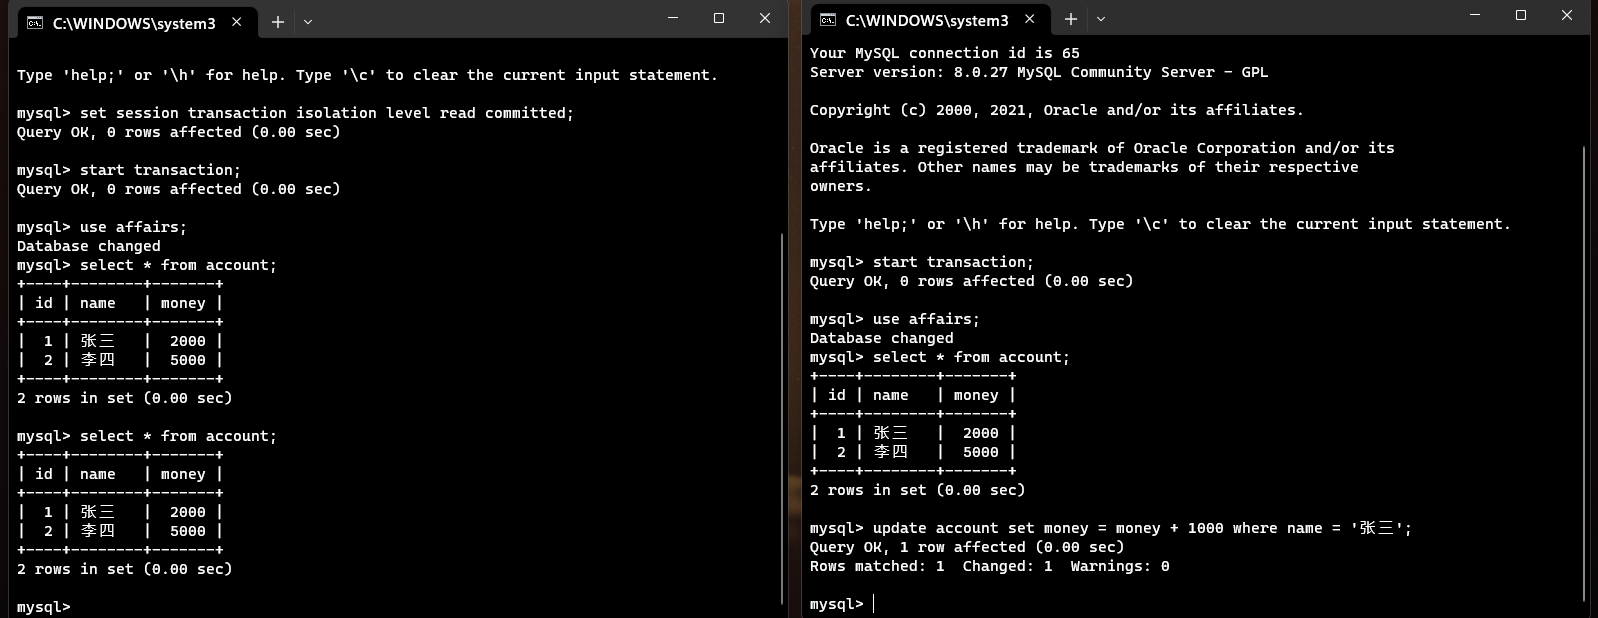 C:\WINDOWS\system3
Type 'help;' or '\h' for help. Type '\c' to clear the current input statement.
mysql> set session transaction isolation level read committed;
Query OK, 0 rows affected (0.00 sec)
mysql> start transaction;
Query OK, 0 rows affected (0.00 sec)
mysql> use affairs;
Database changed
mysql> select * from account;
+----+--------+-------+
| id | name   | money |
+----+--------+-------+
|  1 | 张三   |  2000 |
|  2 | 李四   |  5000 |
+----+--------+-------+
2 rows in set (0.00 sec)
mysql> select * from account;
+----+--------+-------+
| id | name   | money |
+----+--------+-------+
|  1 | 张三   |  2000 |
|  2 | 李四   |  5000 |
+----+--------+-------+
2 rows in set (0.00 sec)
mysql>
C:\WINDOWS\system3
Your MySQL connection id is 65
Server version: 8.0.27 MySQL Community Server - GPL
Copyright (c) 2000, 2021, Oracle and/or its affiliates.
Oracle is a registered trademark of Oracle Corporation and/or its
affiliates. Other names may be trademarks of their respective
owners.
Type 'help;' or '\h' for help. Type '\c' to clear the current input statement.
mysql> start transaction;
Query OK, 0 rows affected (0.00 sec)
mysql> use affairs;
Database changed
mysql> select * from account;
+----+--------+-------+
| id | name   | money |
+----+--------+-------+
|  1 | 张三   |  2000 |
|  2 | 李四   |  5000 |
+----+--------+-------+
2 rows in set (0.00 sec)
mysql> update account set money = money + 1000 where name = '张三';
Query OK, 1 row affected (0.00 sec)
Rows matched: 1  Changed: 1  Warnings: 0
mysql>